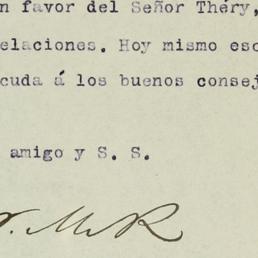 n favor del Señor Théry,
elaciones. Hoy mismo esc
cuda á los buenos consej
amigo y S. S.